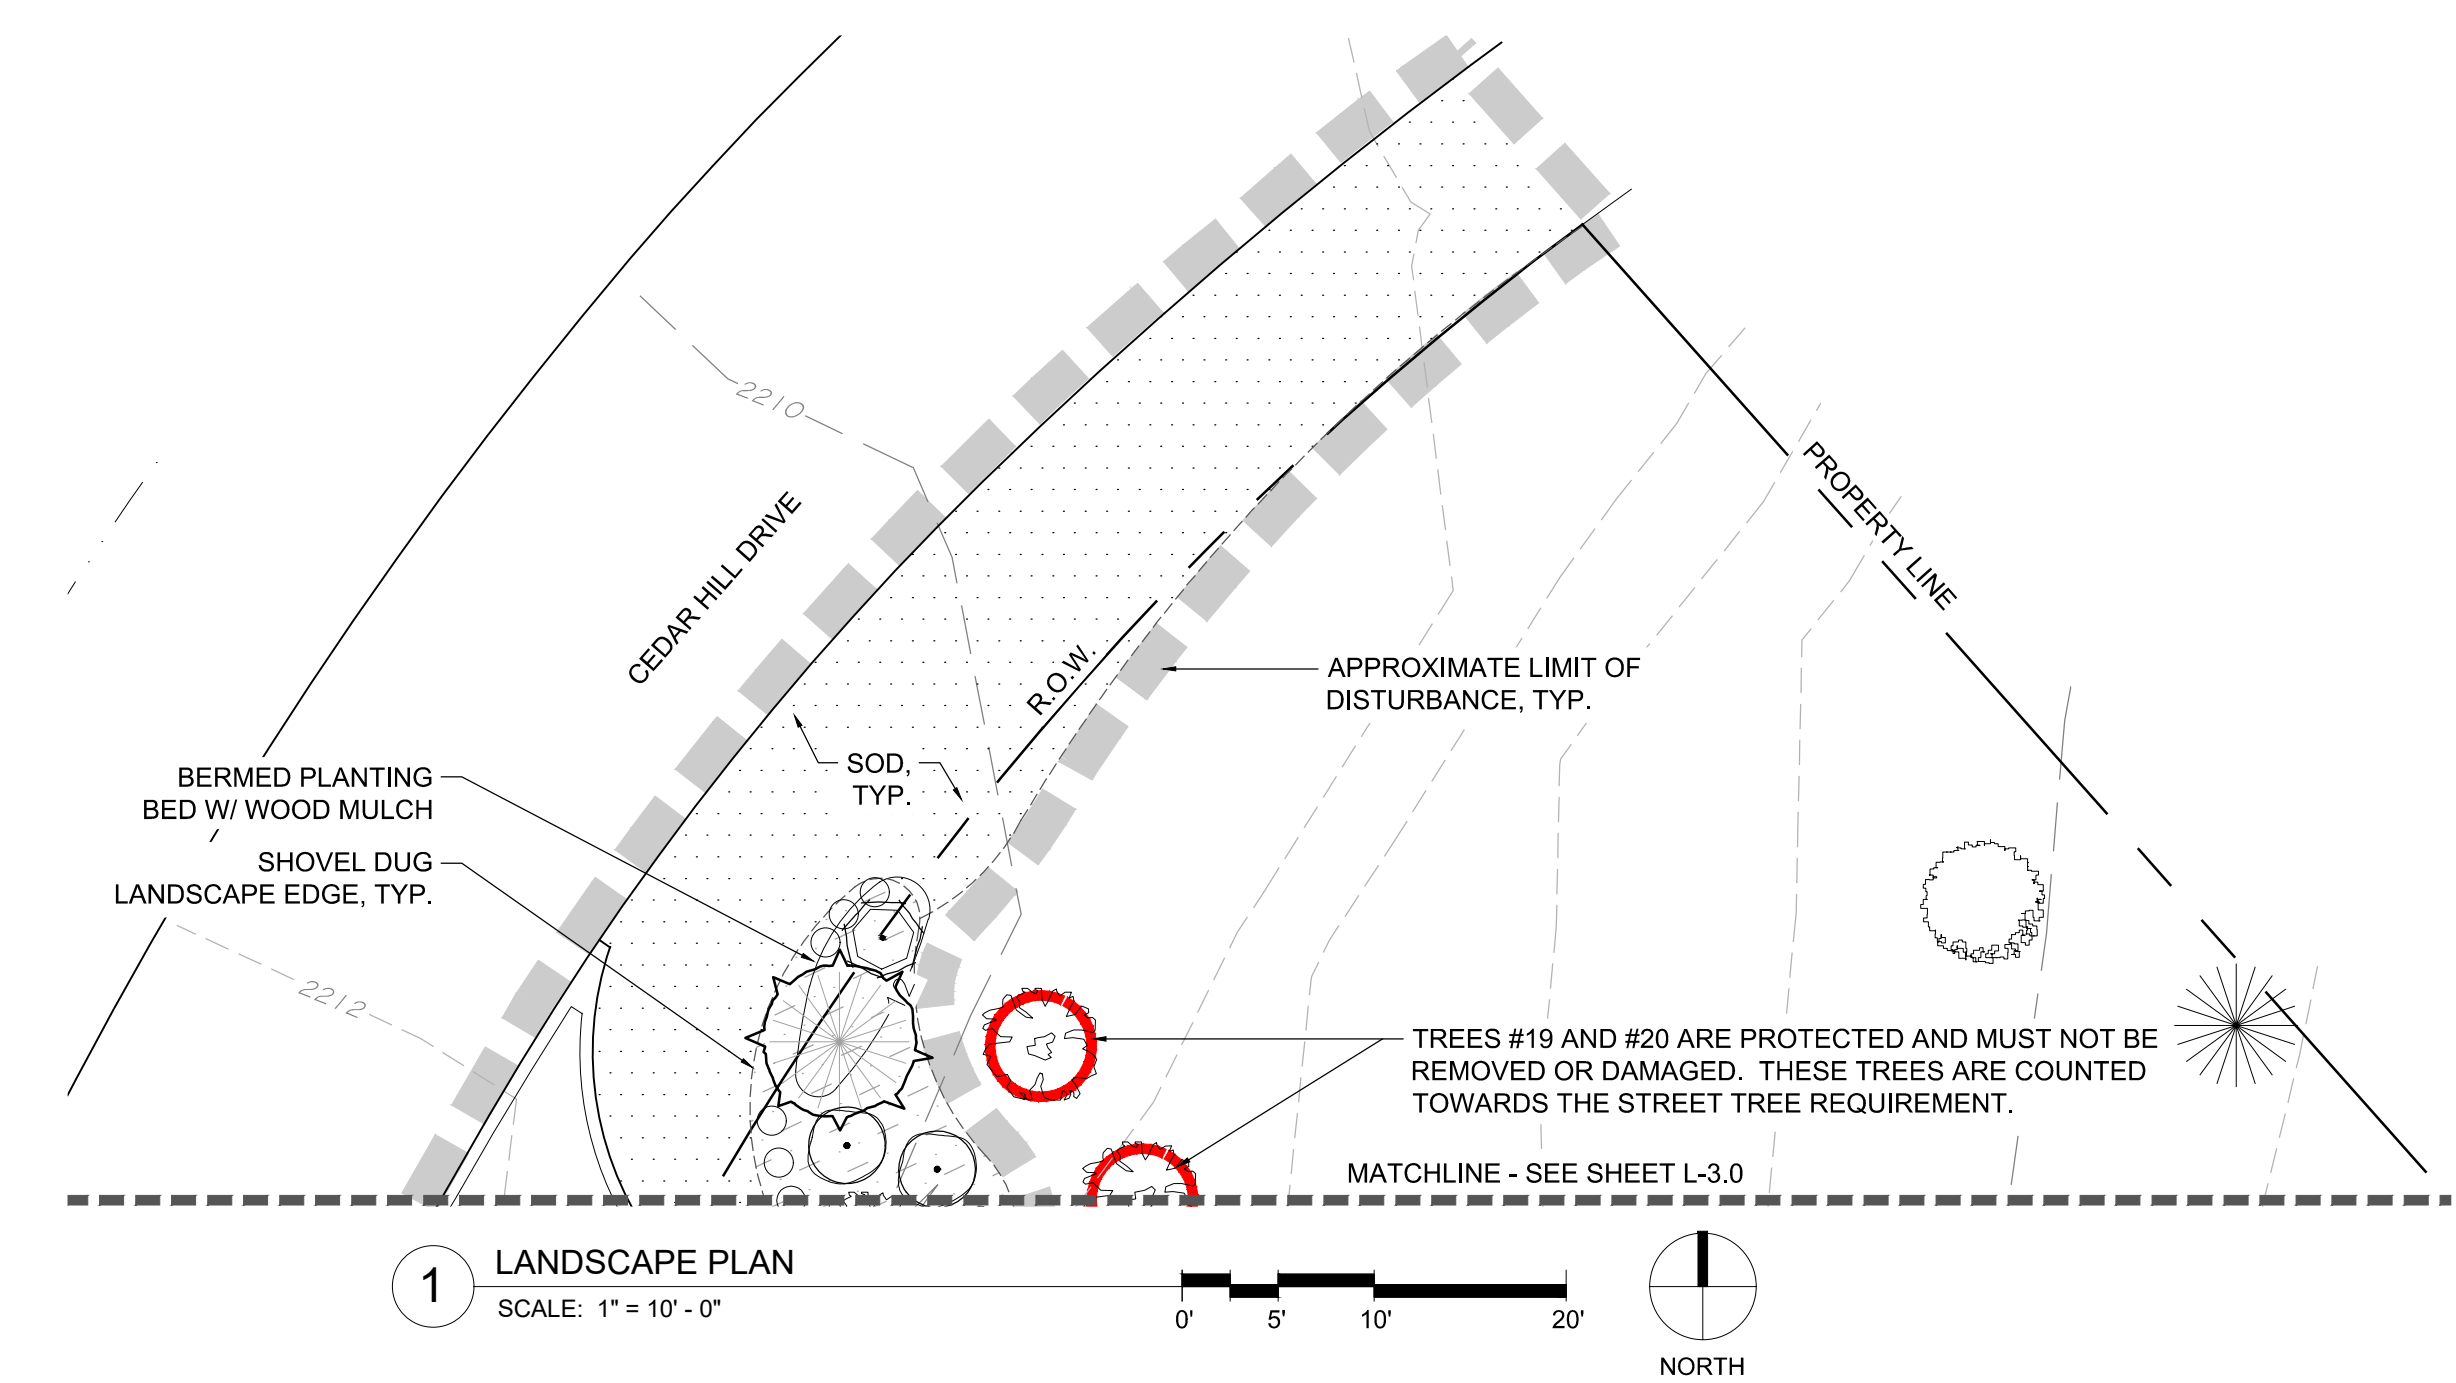 2210
CEDAR HILL DRIVE
PROPERTY LINE
R.O.W.
APPROXIMATE LIMIT OF
DISTURBANCE, TYP.
SOD,
TYP.
BERMED PLANTING
BED W/ WOOD MULCH
SHOVEL DUG
LANDSCAPE EDGE, TYP.
2212
TREES #19 AND #20 ARE PROTECTED AND MUST NOT BE
REMOVED OR DAMAGED. THESE TREES ARE COUNTED
TOWARDS THE STREET TREE REQUIREMENT.
MATCHLINE - SEE SHEET L-3.0
1
LANDSCAPE PLAN
SCALE: 1" = 10' - 0"
0' 5' 10' 20'
NORTH